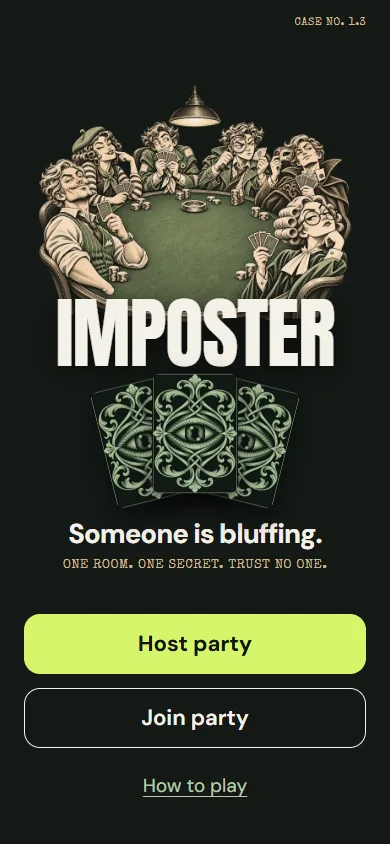 CASE NO. 1.3
IMPOSTER
Someone is bluffing.
ONE ROOM. ONE SECRET. TRUST NO ONE.
Host party
Join party
How to play